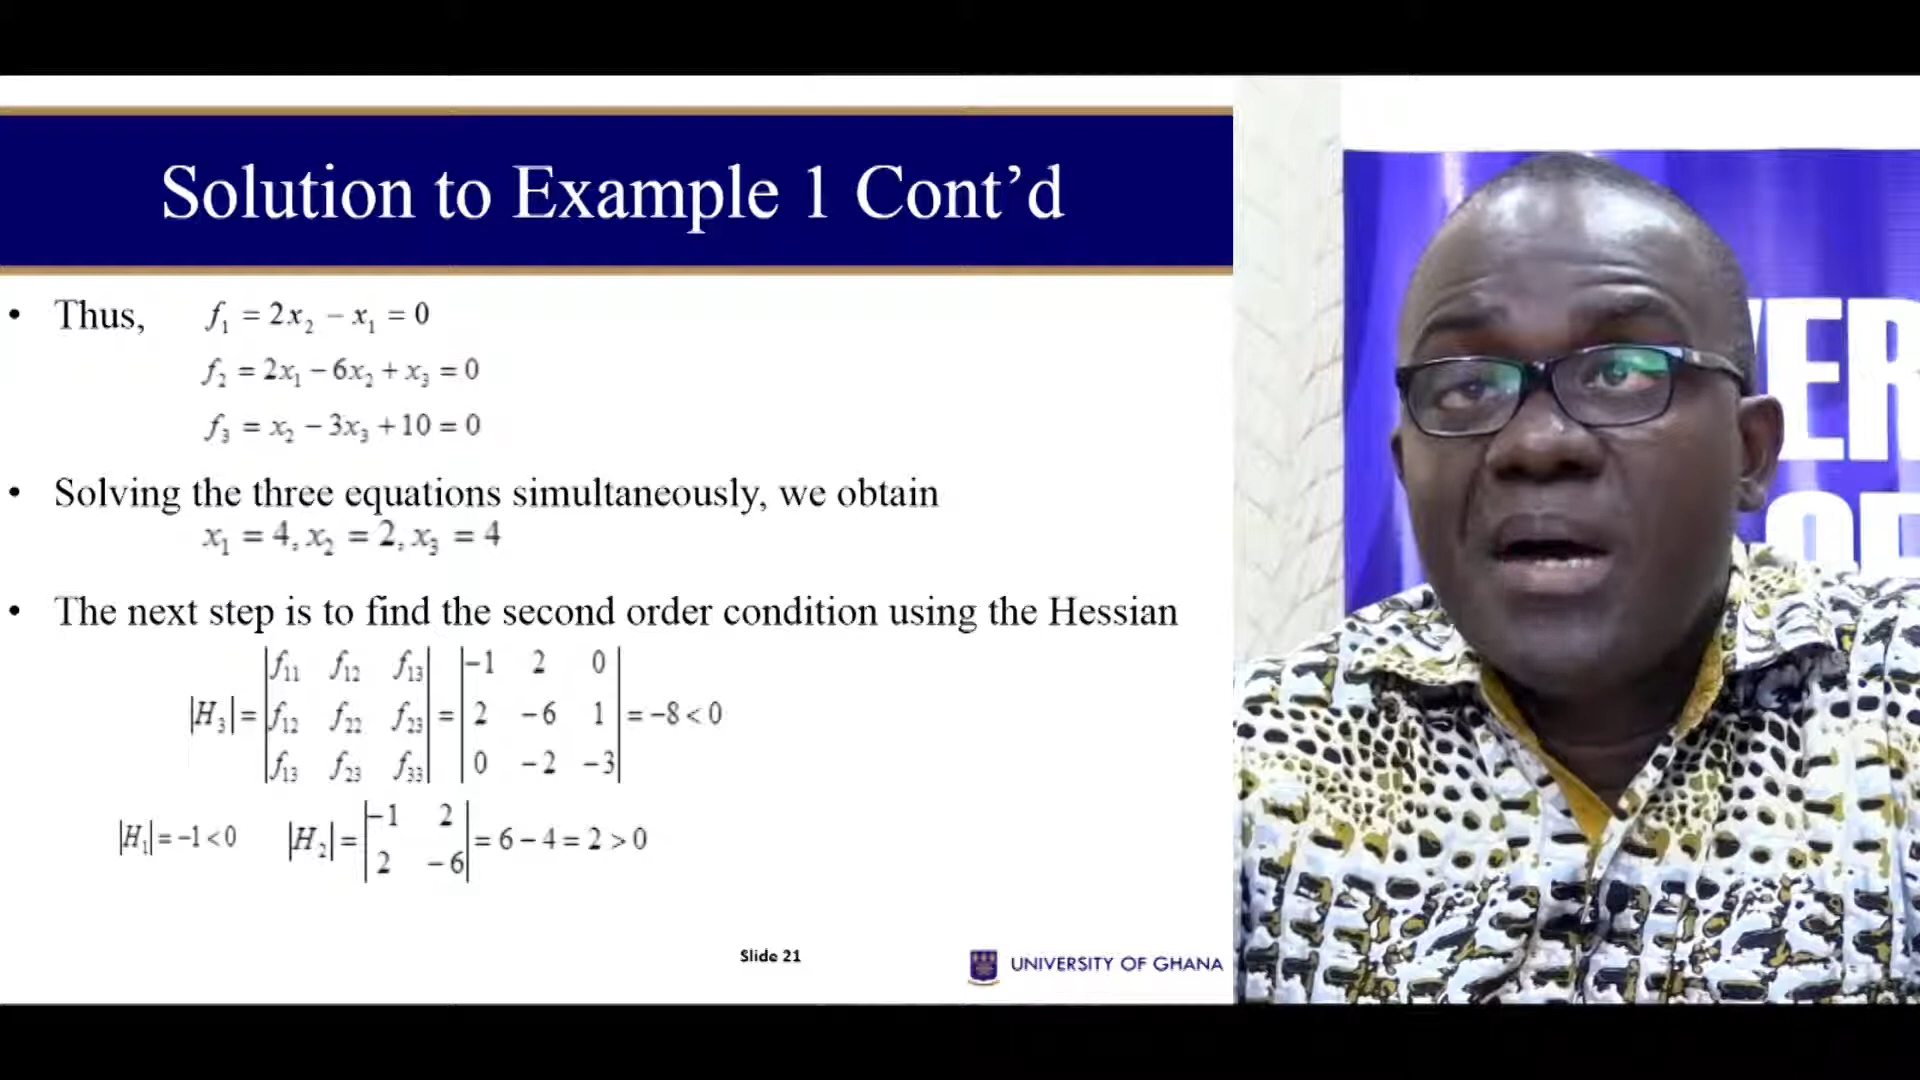 Solution to Example 1 Cont’d
• Thus, f₁ = 2x₂ − x₁ = 0
f₂ = 2x₁ − 6x₂ + x₃ = 0
f₃ = x₂ − 3x₃ + 10 = 0
• Solving the three equations simultaneously, we obtain
x₁ = 4, x₂ = 2, x₃ = 4
• The next step is to find the second order condition using the Hessian
|f₁₁ f₁₂ f₁₃| |−1 2 0|
|H₃| = |f₁₂ f₂₂ f₂₃| = |2 −6 1| = −8 < 0
|f₁₃ f₂₃ f₃₃| |0 −2 −3|
|−1 2|
|H₁| = −1 < 0 |H₂| = = 6 − 4 = 2 > 0
|2 −6|
Slide 21
UNIVERSITY OF GHANA
VER